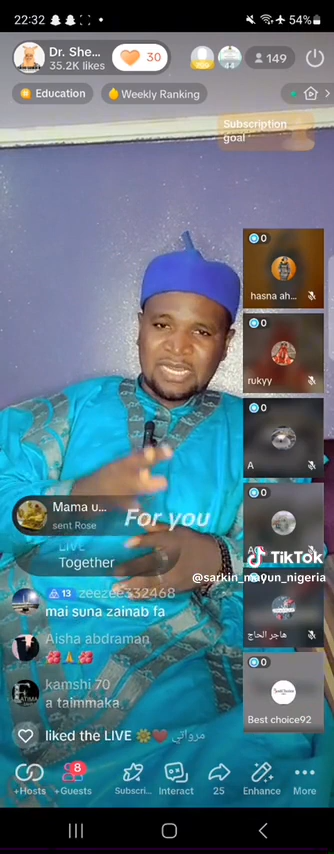 22:32
54%
Dr. She...
35.2K likes
30
44
149
Education
Weekly Ranking
Subscription
goal
0
hasna ah...
0
rukyy
0
A
0
Mama u...
sent Rose
For you
LIVE
Together
TikTok
@sarkin_mayun_nigeria
13 zeezee332468
mai suna zainab fa
هاجر الحاج
Aisha abdraman
kamshi 70
a taimmaka
0
Best choice92
liked the LIVE
مرواتي
8
+Hosts
+Guests
Subscri...
Interact
25
Enhance
More